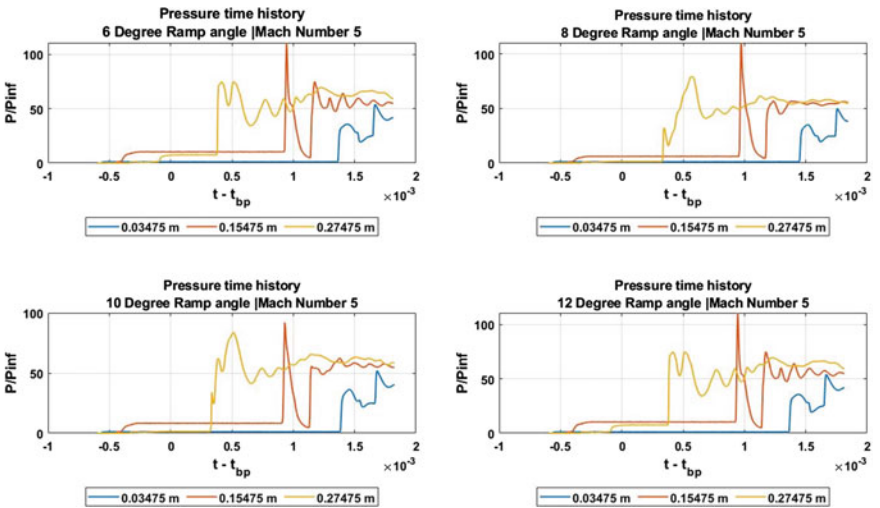 Pressure time history
6 Degree Ramp angle |Mach Number 5
P/Pinf
100
50
0
-1 -0.5 0 0.5 1 1.5 2
t - tbp
×10-3
0.03475 m 0.15475 m 0.27475 m
Pressure time history
8 Degree Ramp angle |Mach Number 5
P/Pinf
100
50
0
-1 -0.5 0 0.5 1 1.5 2
t - tbp
×10-3
0.03475 m 0.15475 m 0.27475 m
Pressure time history
10 Degree Ramp angle |Mach Number 5
P/Pinf
100
50
0
-1 -0.5 0 0.5 1 1.5 2
t - tbp
×10-3
0.03475 m 0.15475 m 0.27475 m
Pressure time history
12 Degree Ramp angle |Mach Number 5
P/Pinf
100
50
0
-1 -0.5 0 0.5 1 1.5 2
t - tbp
×10-3
0.03475 m 0.15475 m 0.27475 m